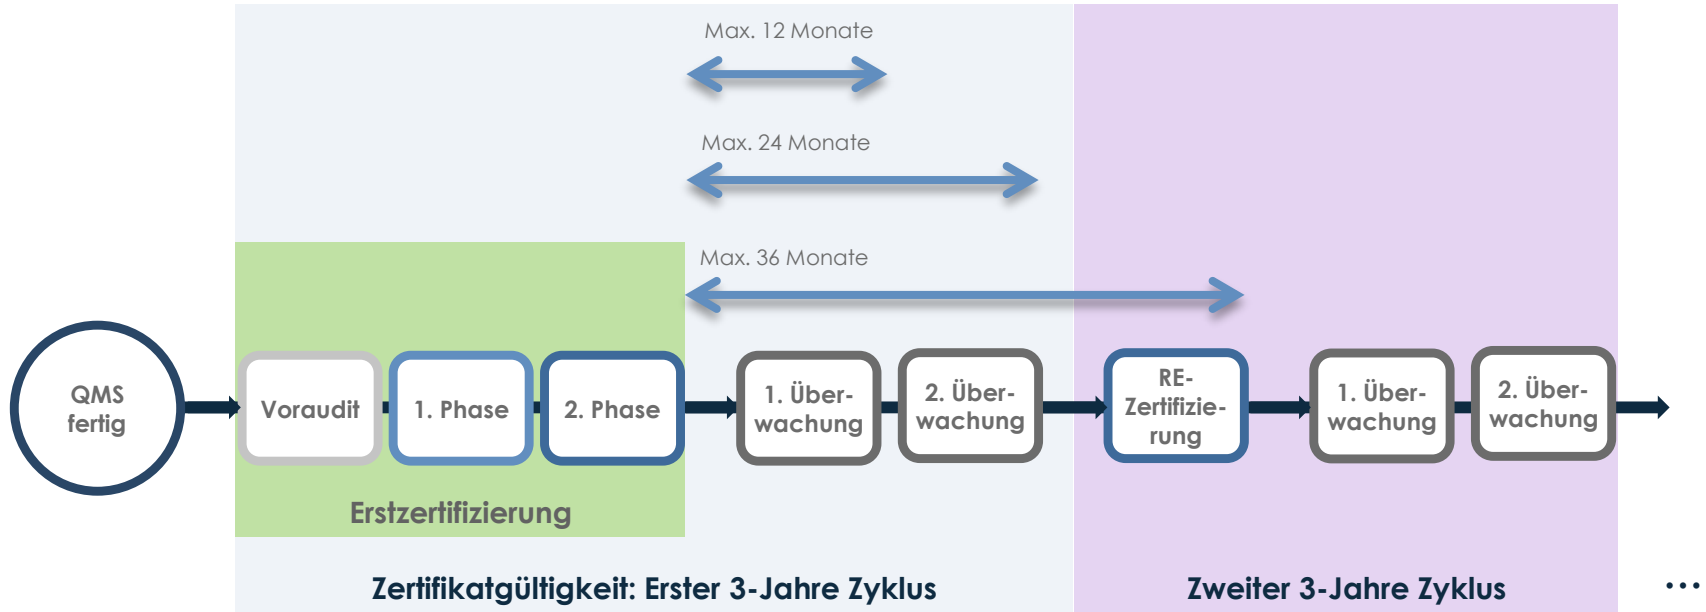 Max. 12 Monate
Max. 24 Monate
Max. 36 Monate
QMS
fertig
Voraudit
1. Phase
2. Phase
1. Über-
wachung
2. Über-
wachung
RE-
Zertifizie-
rung
1. Über-
wachung
2. Über-
wachung
Erstzertifizierung
Zertifikatgültigkeit: Erster 3-Jahre Zyklus
Zweiter 3-Jahre Zyklus
...